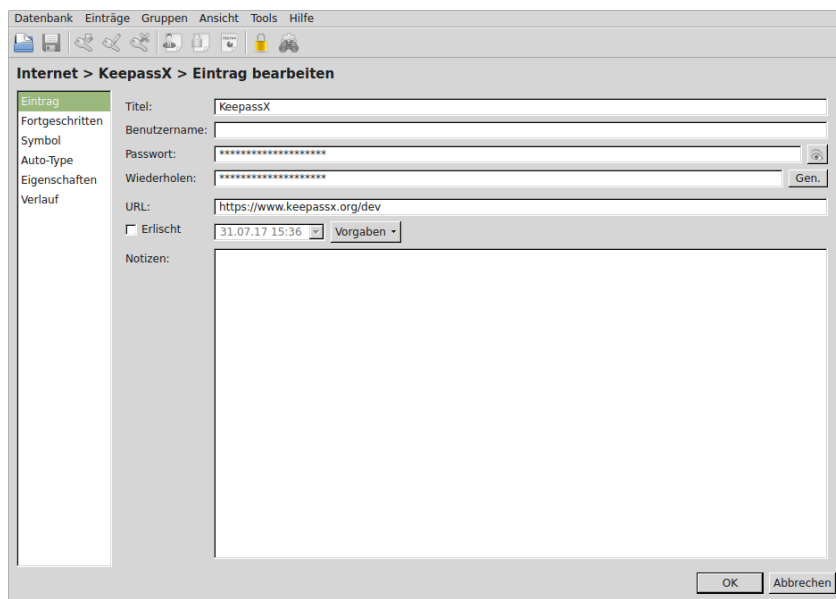 Datenbank Einträge Gruppen Ansicht Tools Hilfe
Internet > KeepassX > Eintrag bearbeiten
Eintrag
Fortgeschritten
Symbol
Auto-Type
Eigenschaften
Verlauf
Titel: KeepassX
Benutzername:
Passwort: ********************
Wiederholen: ******************** Gen.
URL: https://www.keepassx.org/dev
Erlischt 31.07.17 15:36 Vorgaben
Notizen:
OK Abbrechen